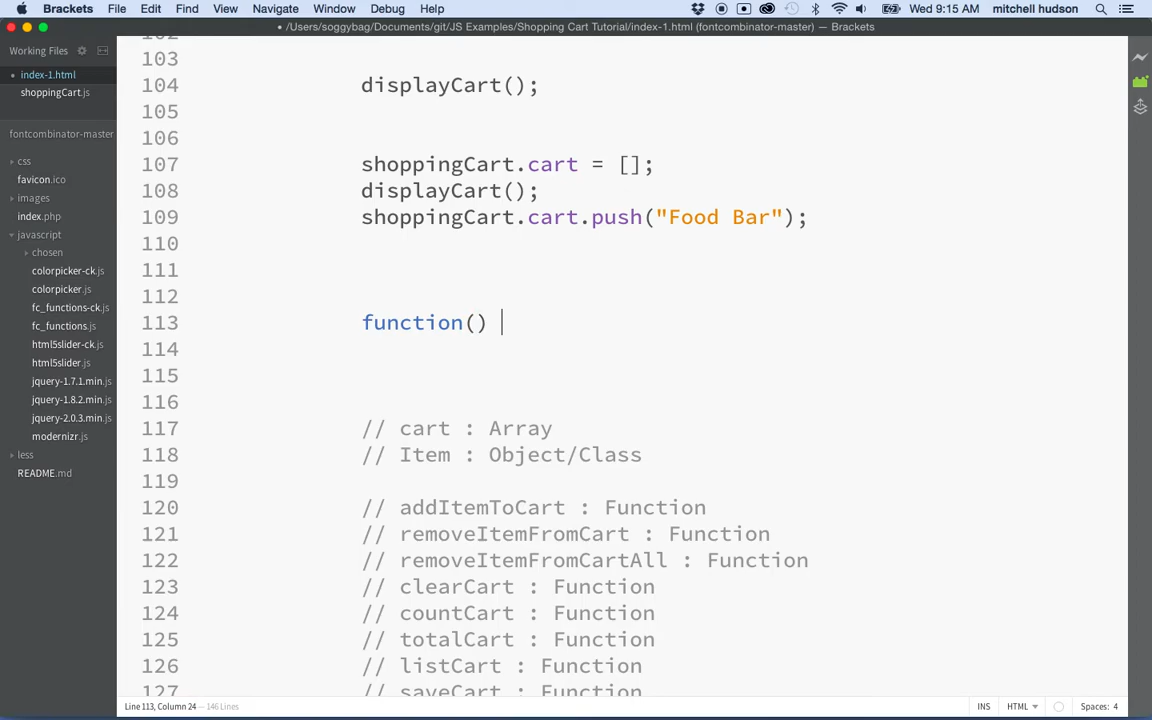 Brackets File Edit Find View Navigate Window Debug Help Wed 9:15 AM mitchell hudson
• /Users/soggybag/Documents/git/JS Examples/Shopping Cart Tutorial/index-1.html (fontcombinator-master) — Brackets
Working Files
index-1.html
shoppingCart.js
fontcombinator-master
css
favicon.ico
images
index.php
javascript
chosen
colorpicker-ck.js
colorpicker.js
fc_functions-ck.js
fc_functions.js
html5slider-ck.js
html5slider.js
jquery-1.7.1.min.js
jquery-1.8.2.min.js
jquery-2.0.3.min.js
modernizr.js
less
README.md
102
103
104 displayCart();
105
106
107 shoppingCart.cart = [];
108 displayCart();
109 shoppingCart.cart.push("Food Bar");
110
111
112
113 function()
114
115
116
117 // cart : Array
118 // Item : Object/Class
119
120 // addItemToCart : Function
121 // removeItemFromCart : Function
122 // removeItemFromCartAll : Function
123 // clearCart : Function
124 // countCart : Function
125 // totalCart : Function
126 // listCart : Function
127 // saveCart : Function
Line 113, Column 24 — 146 Lines INS HTML Spaces: 4